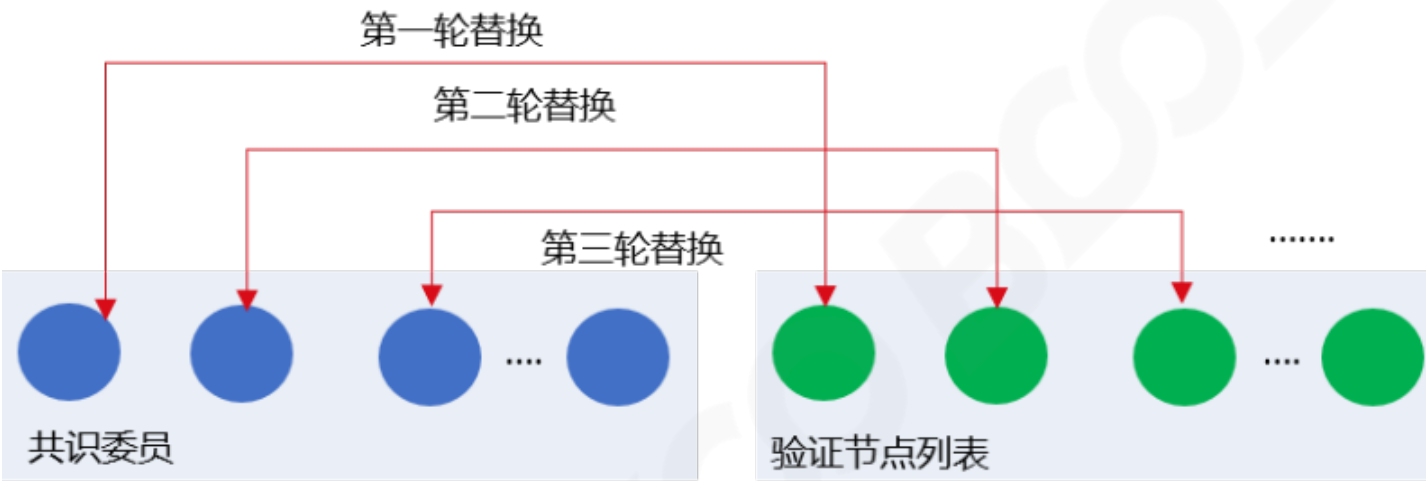 第一轮替换
第二轮替换
第三轮替换
.......
....
....
共识委员
验证节点列表